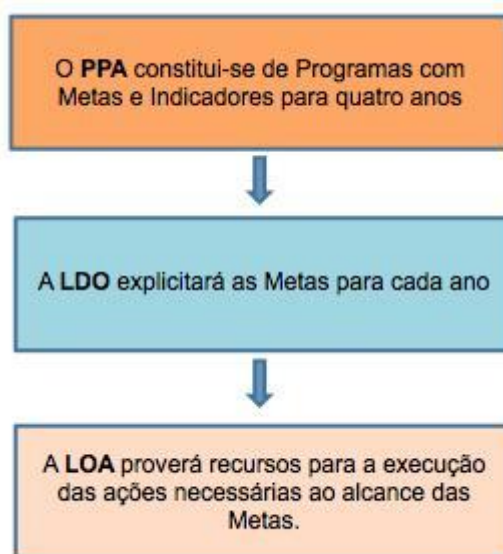 O PPA constitui-se de Programas com
Metas e Indicadores para quatro anos
A LDO explicitará as Metas para cada ano
A LOA proverá recursos para a execução
das ações necessárias ao alcance das
Metas.